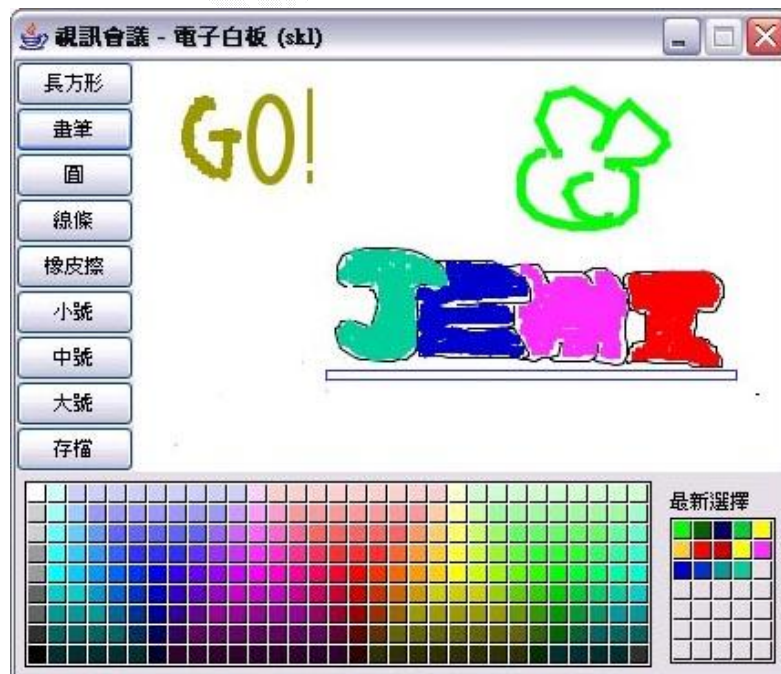 視訊會議 - 電子白板 (skl)
長方形
畫筆
圓
線條
橡皮擦
小號
中號
大號
存檔
GO!
&
JEWI
最新選擇